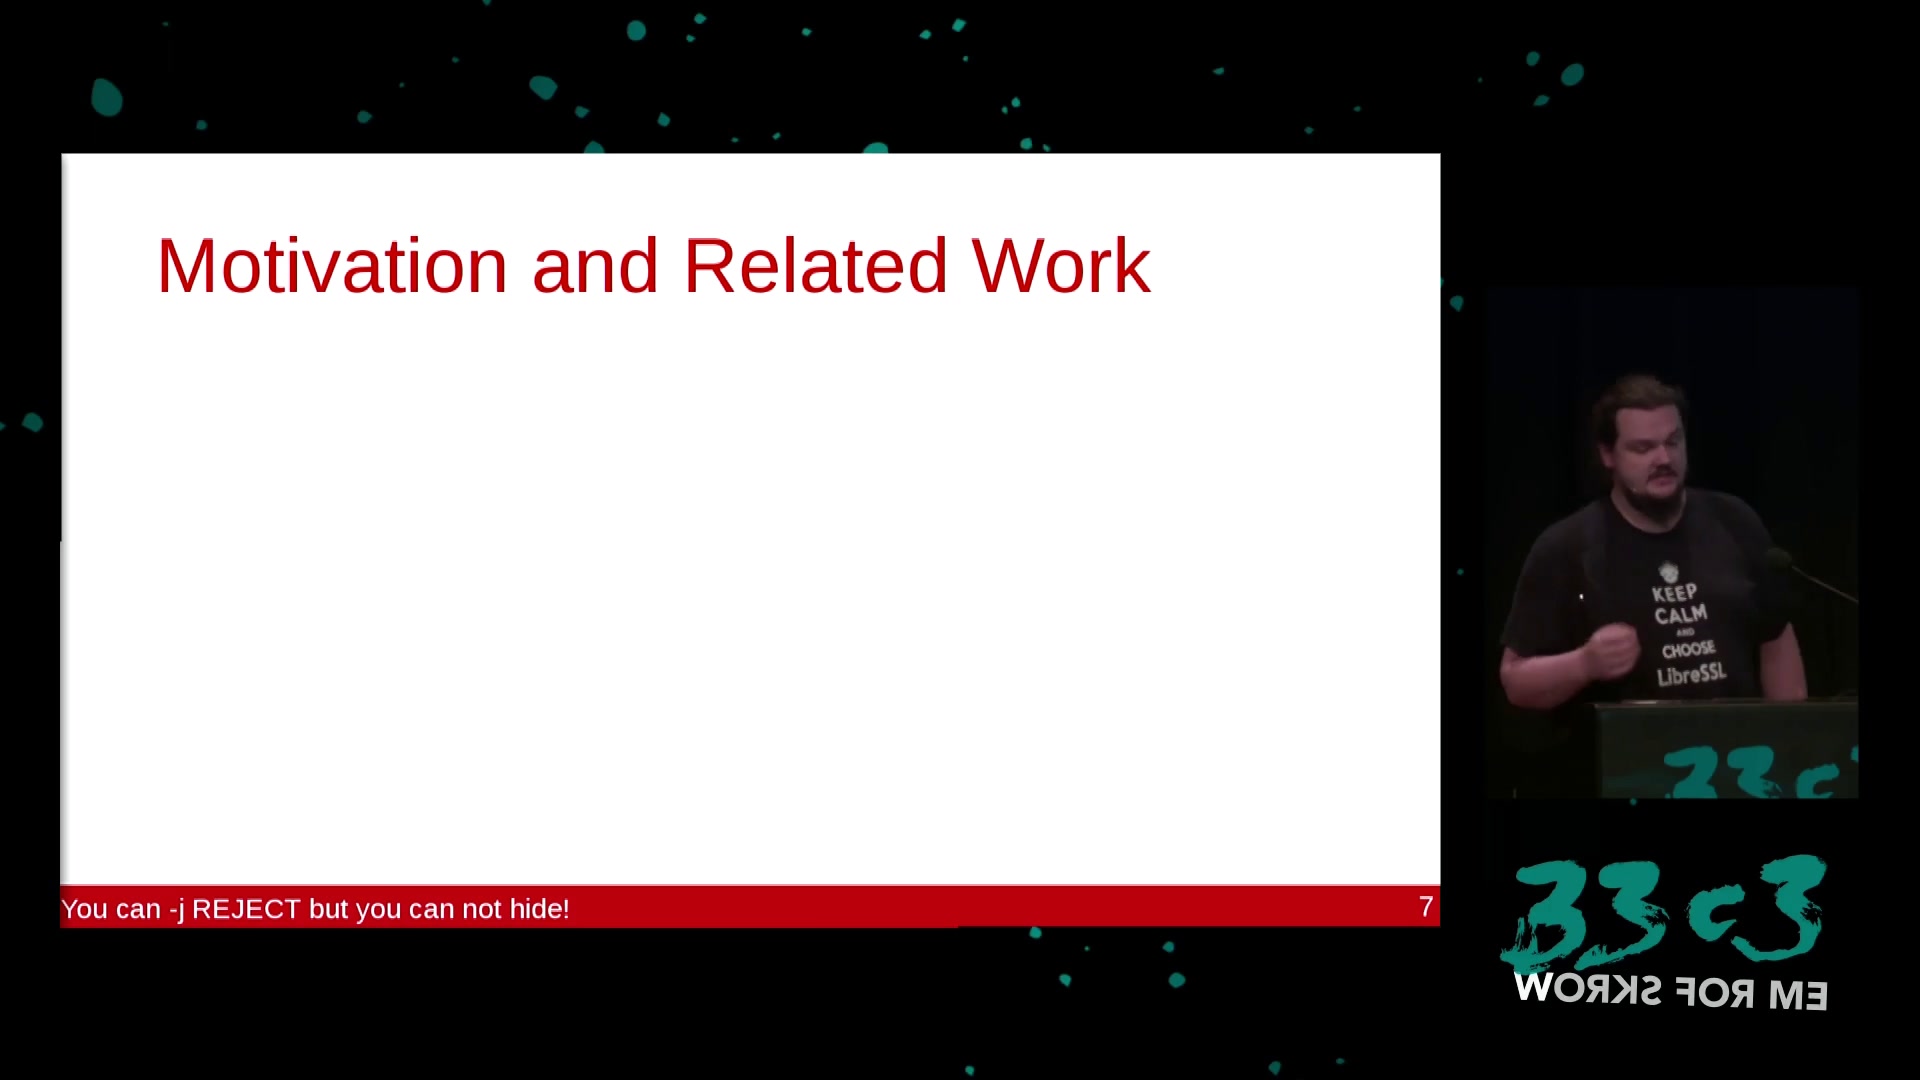 Motivation and Related Work
You can -j REJECT but you can not hide!
7
KEEP
CALM
AND
CHOOSE
LibreSSL
33c3
33c3
WORKS FOR ME